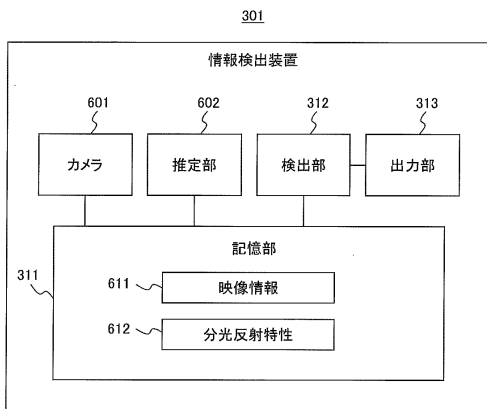 301
情報検出装置
601
602
312
313
カメラ
推定部
検出部
出力部
記憶部
311
611
映像情報
612
分光反射特性